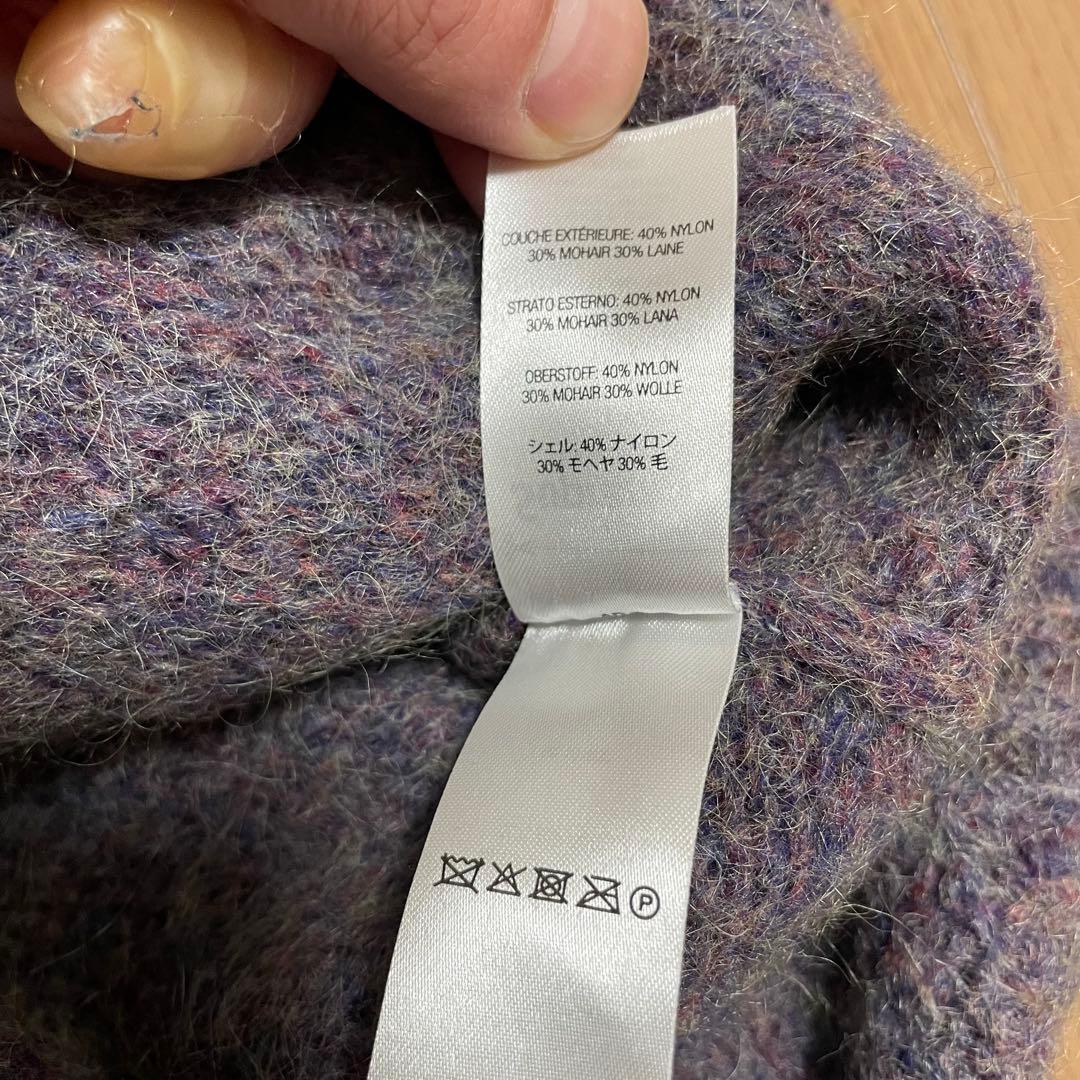 COUCHE EXTÉRIEURE: 40% NYLON
30% MOHAIR 30% LAINE
STRATO ESTERNO: 40% NYLON
30% MOHAIR 30% LANA
OBERSTOFF: 40% NYLON
30% MOHAIR 30% WOLLE
シェル: 40% ナイロン
30% モヘヤ 30% 毛
P